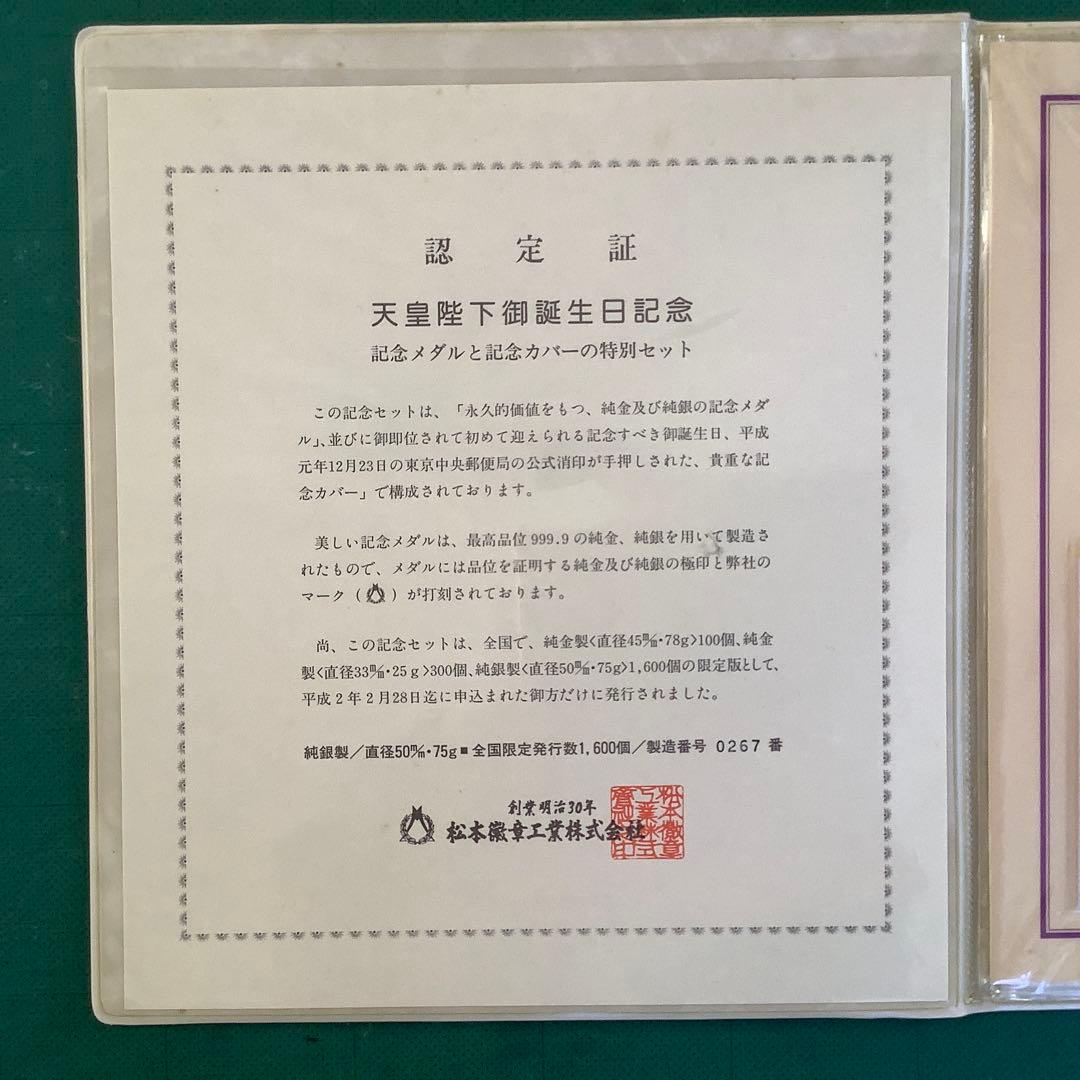 認定証
天皇陛下御誕生日記念
記念メダルと記念カバーの特別セット
この記念セットは、「永久的価値をもつ、純金及び純銀の記念メダ
ル」、並びに御即位されて初めて迎えられる記念すべき御誕生日、平成
元年12月23日の東京中央郵便局の公式消印が手押しされた、貴重な記
念カバー」で構成されております。
美しい記念メダルは、最高品位999.9の純金、純銀を用いて製造さ
れたもので、メダルには品位を証明する純金及び純銀の極印と弊社の
マーク()が打刻されております。
尚、この記念セットは、全国で、純金製<直径45㎜・78g>100個、純金
製<直径33㎜・25g>300個、純銀製<直径50㎜・75g>1,600個の限定版として、
平成2年2月28日迄に申込まれた御方だけに発行されました。
純銀製/直径50㎜・75g■全国限定発行数1,600個/製造番号 0267 番
創業明治30年
松本徽章工業株式会社